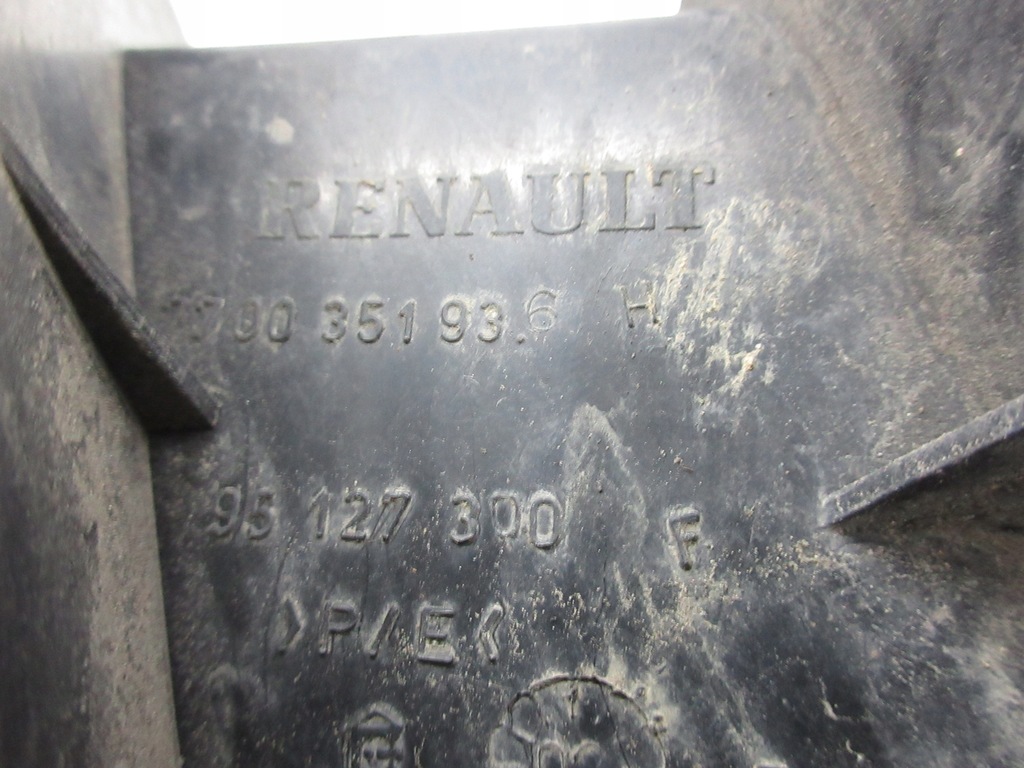 RENAULT
7700 351 93.6 H
95 127 300 F
>P/E<